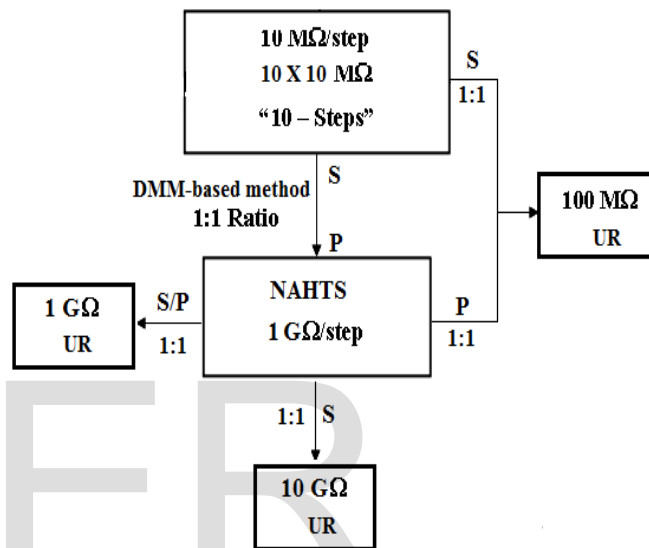 10 MΩ/step
10 X 10 MΩ
“10 – Steps”
S
1:1
S
DMM-based method
1:1 Ratio
P
100 MΩ
UR
NAHTS
1 GΩ/step
P
1:1
1 GΩ
UR
S/P
1:1
1:1 S
10 GΩ
UR
FR